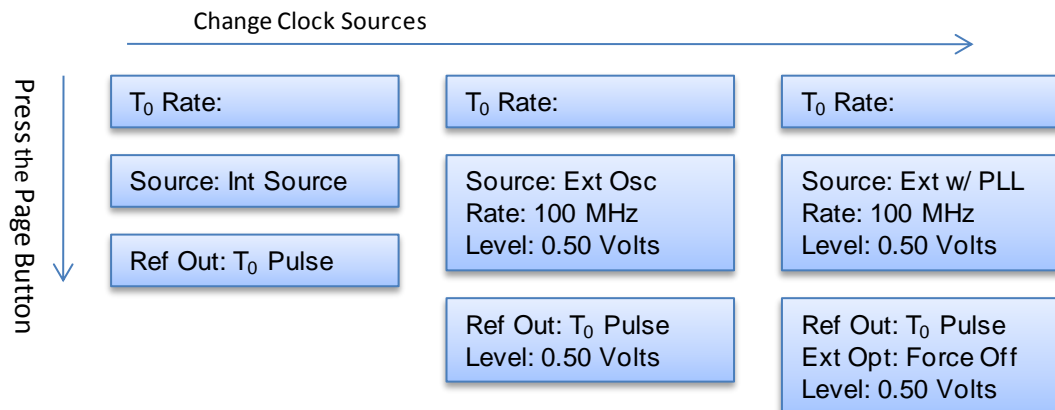 Change Clock Sources
Press the Page Button
T₀ Rate:
Source: Int Source
Ref Out: T₀ Pulse
T₀ Rate:
Source: Ext Osc
Rate: 100 MHz
Level: 0.50 Volts
Ref Out: T₀ Pulse
Level: 0.50 Volts
T₀ Rate:
Source: Ext w/ PLL
Rate: 100 MHz
Level: 0.50 Volts
Ref Out: T₀ Pulse
Ext Opt: Force Off
Level: 0.50 Volts